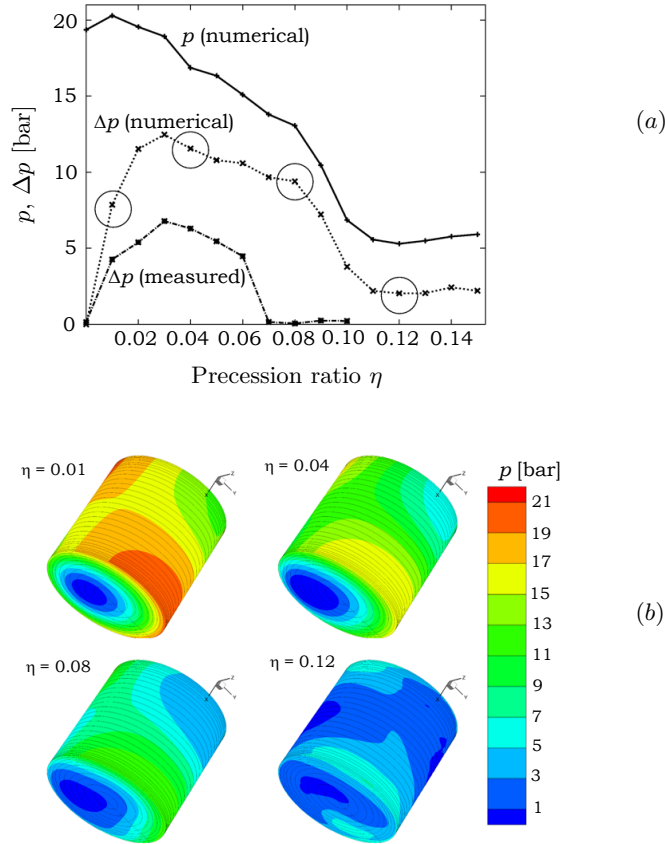 20
15
10
5
0
p, Δp [bar]
p (numerical)
Δp (numerical)
Δp (measured)
(a)
0.02 0.04 0.06 0.08 0.10 0.12 0.14
Precession ratio η
η = 0.01
Z
X
Y
η = 0.04
Z
X
Y
p [bar]
21
19
17
15
13
11
9
7
5
3
1
(b)
η = 0.08
Z
X
Y
η = 0.12
Z
X
Y